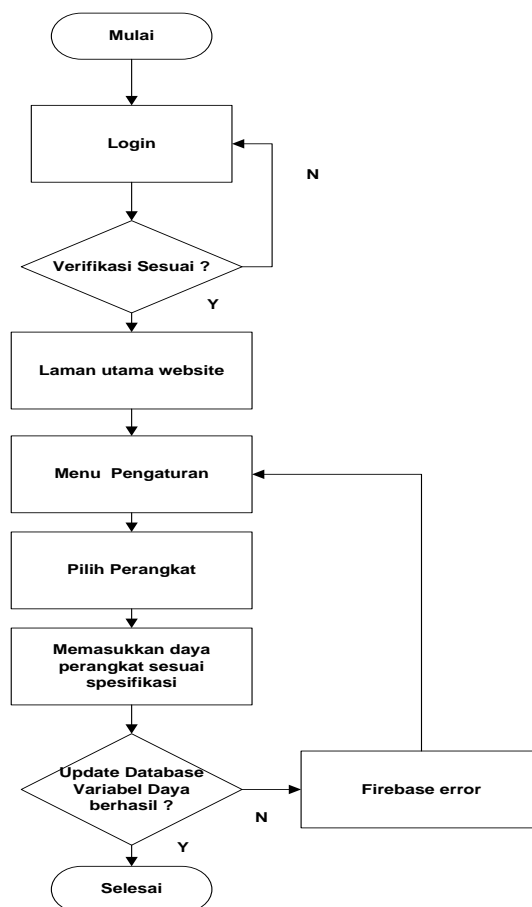 Mulai
Login
N
Verifikasi Sesuai ?
Y
Laman utama website
Menu Pengaturan
Pilih Perangkat
Memasukkan daya
perangkat sesuai
spesifikasi
Update Database
Variabel Daya
berhasil ?
Firebase error
N
Y
Selesai